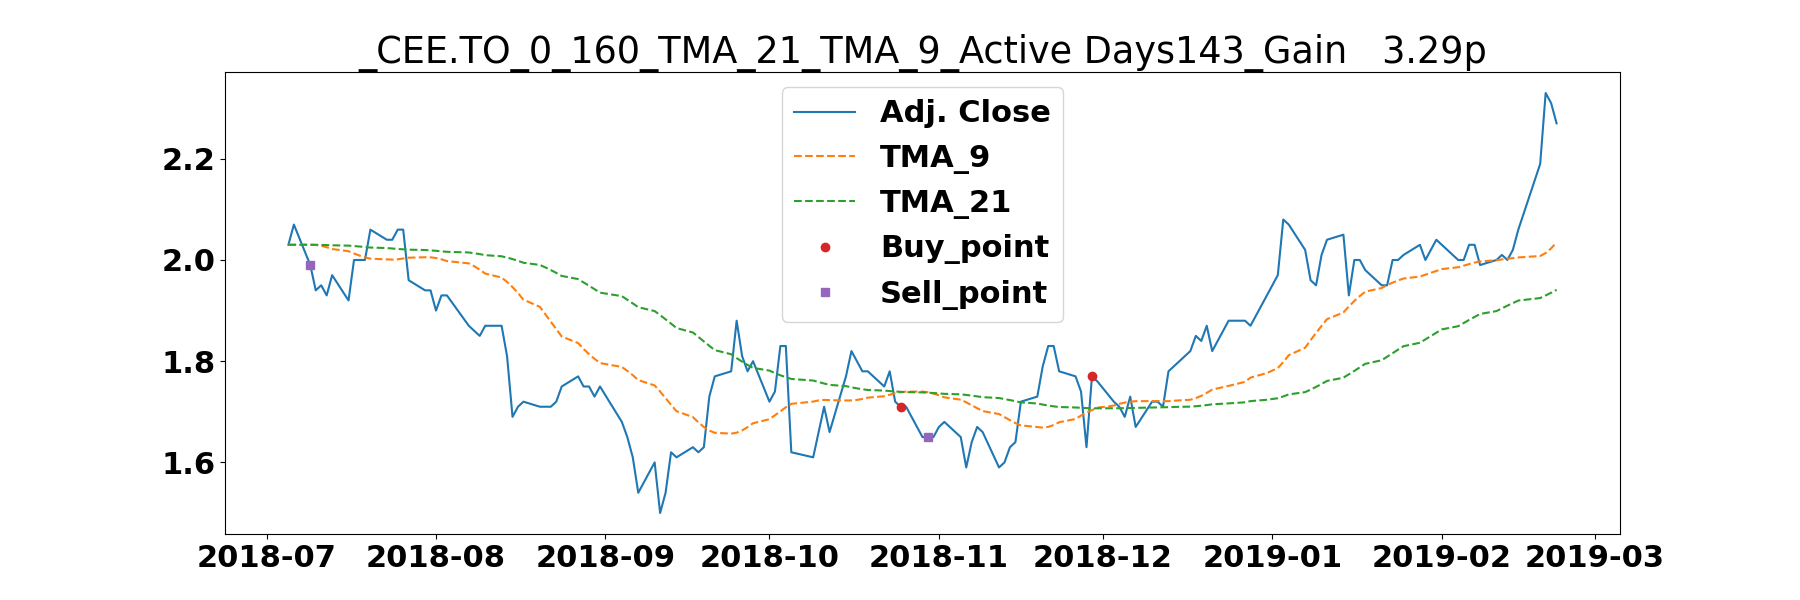 _CEE.TO_0_160_TMA_21_TMA_9_Active Days143_Gain   3.29p
Adj. Close
TMA_9
TMA_21
Buy_point
Sell_point
2.2
2.0
1.8
1.6
2018-07 2018-08 2018-09 2018-10 2018-11 2018-12 2019-01 2019-02 2019-03